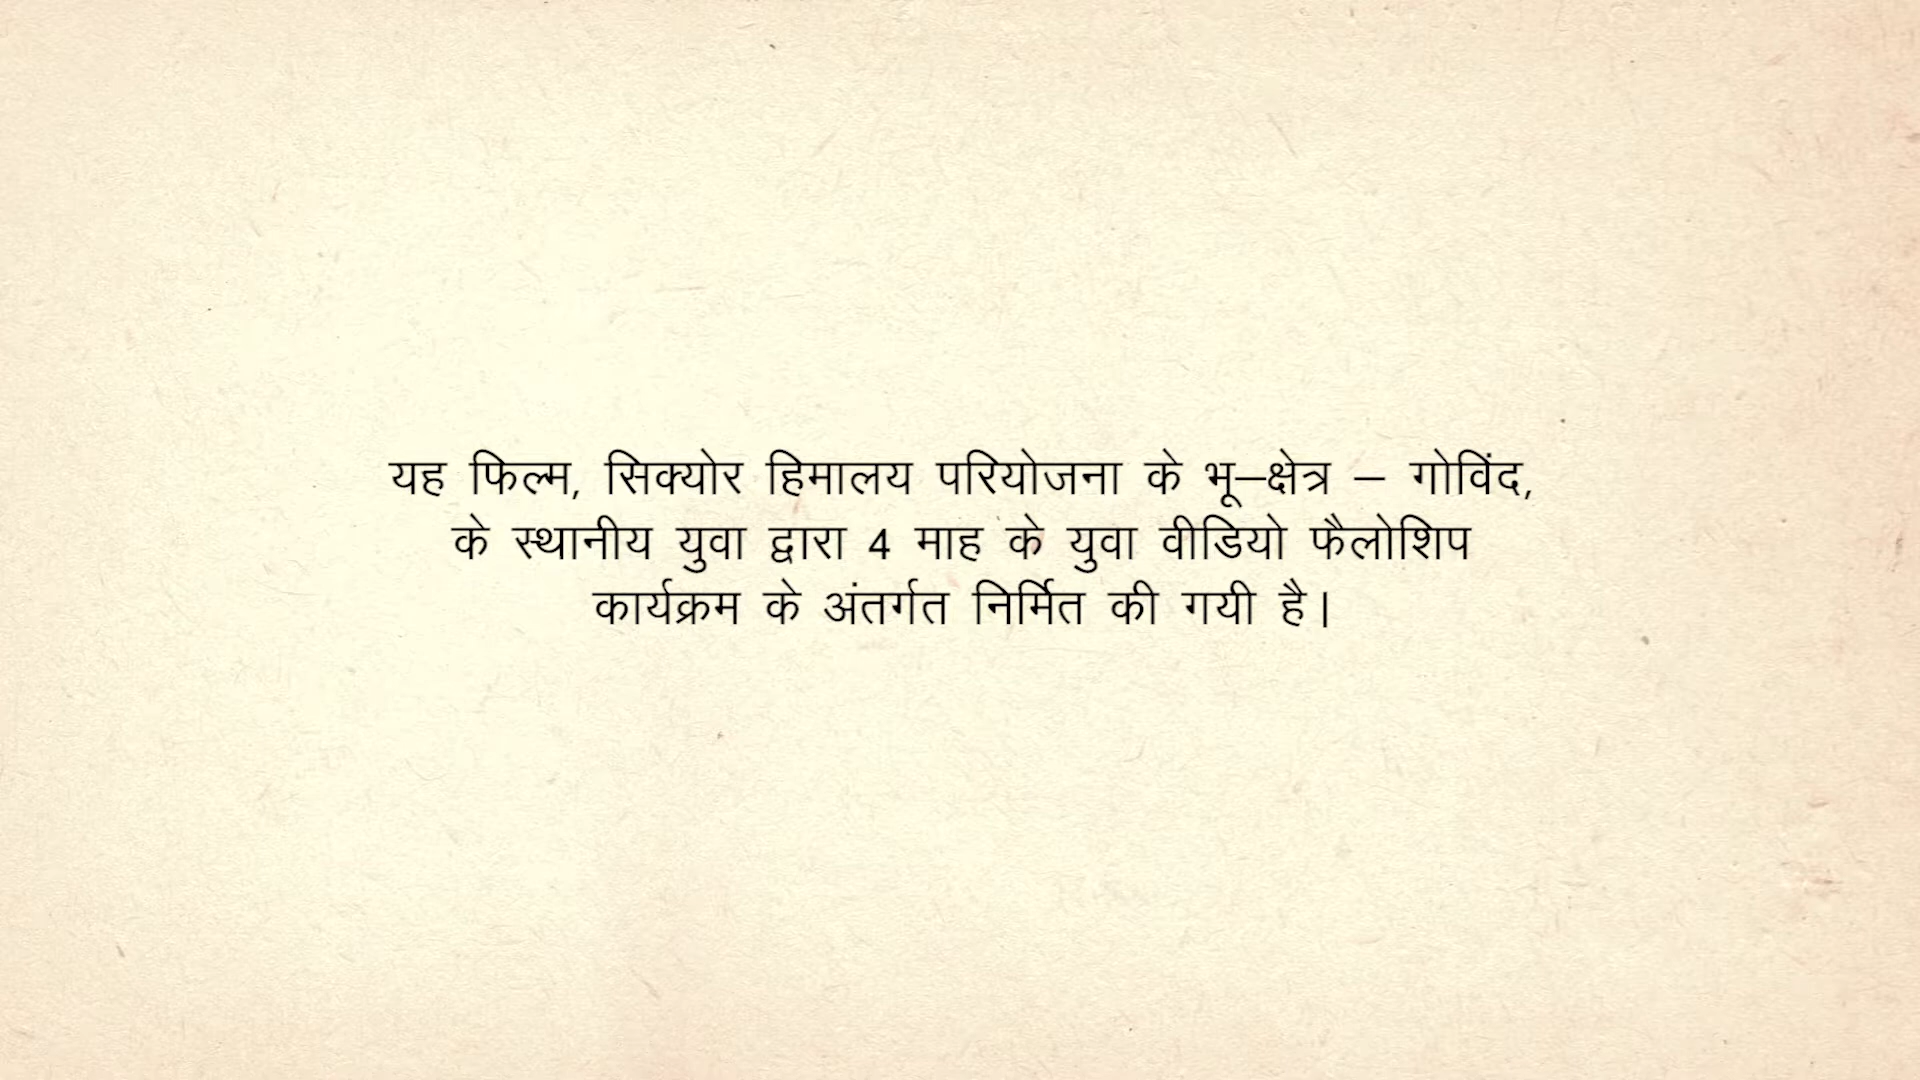 यह फिल्म, सिक्योर हिमालय परियोजना के भू–क्षेत्र – गोविंद,
के स्थानीय युवा द्वारा 4 माह के युवा वीडियो फैलोशिप
कार्यक्रम के अंतर्गत निर्मित की गयी है।